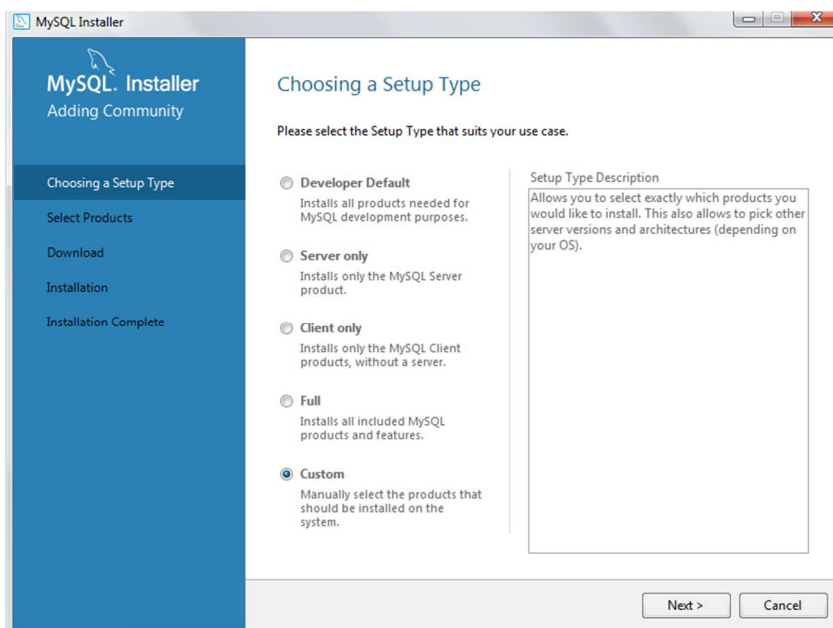 MySQL Installer
MySQL. Installer
Adding Community
Choosing a Setup Type
Select Products
Download
Installation
Installation Complete
Choosing a Setup Type
Please select the Setup Type that suits your use case.
Developer Default
Installs all products needed for
MySQL development purposes.
Server only
Installs only the MySQL Server
product.
Client only
Installs only the MySQL Client
products, without a server.
Full
Installs all included MySQL
products and features.
Custom
Manually select the products that
should be installed on the
system.
Setup Type Description
Allows you to select exactly which products you
would like to install. This also allows to pick other
server versions and architectures (depending on
your OS).
Next >
Cancel